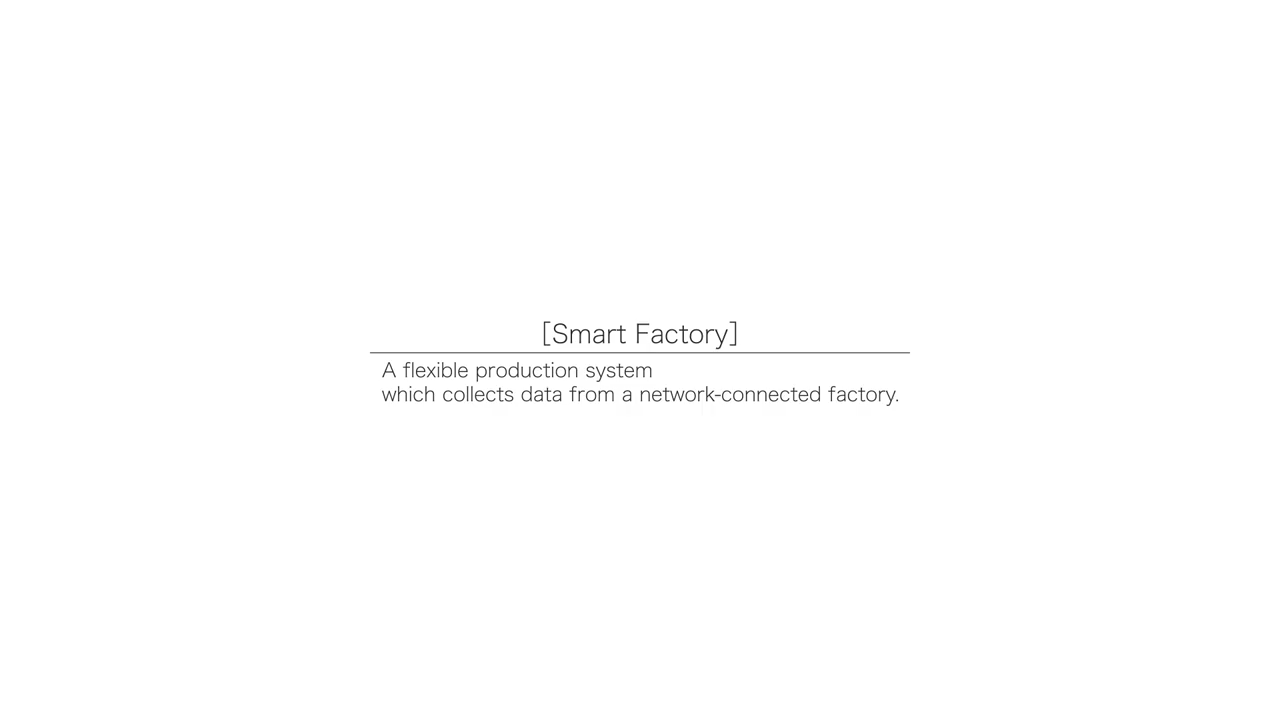 [Smart Factory]
A flexible production system
which collects data from a network-connected factory.